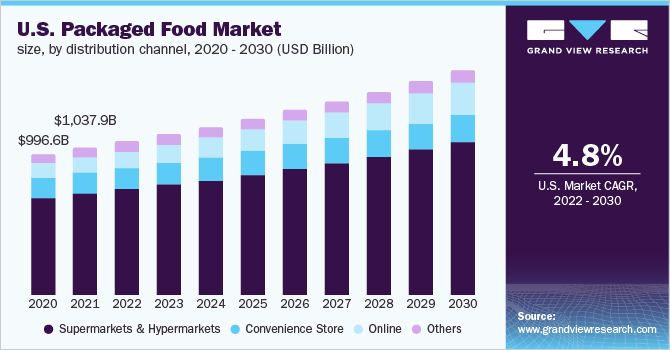 U.S. Packaged Food Market
size, by distribution channel, 2020 - 2030 (USD Billion)
$996.6B
$1,037.9B
2020 2021 2022 2023 2024 2025 2026 2027 2028 2029 2030
Supermarkets & Hypermarkets Convenience Store Online Others
GRAND VIEW RESEARCH
4.8%
U.S. Market CAGR,
2022 - 2030
Source:
www.grandviewresearch.com